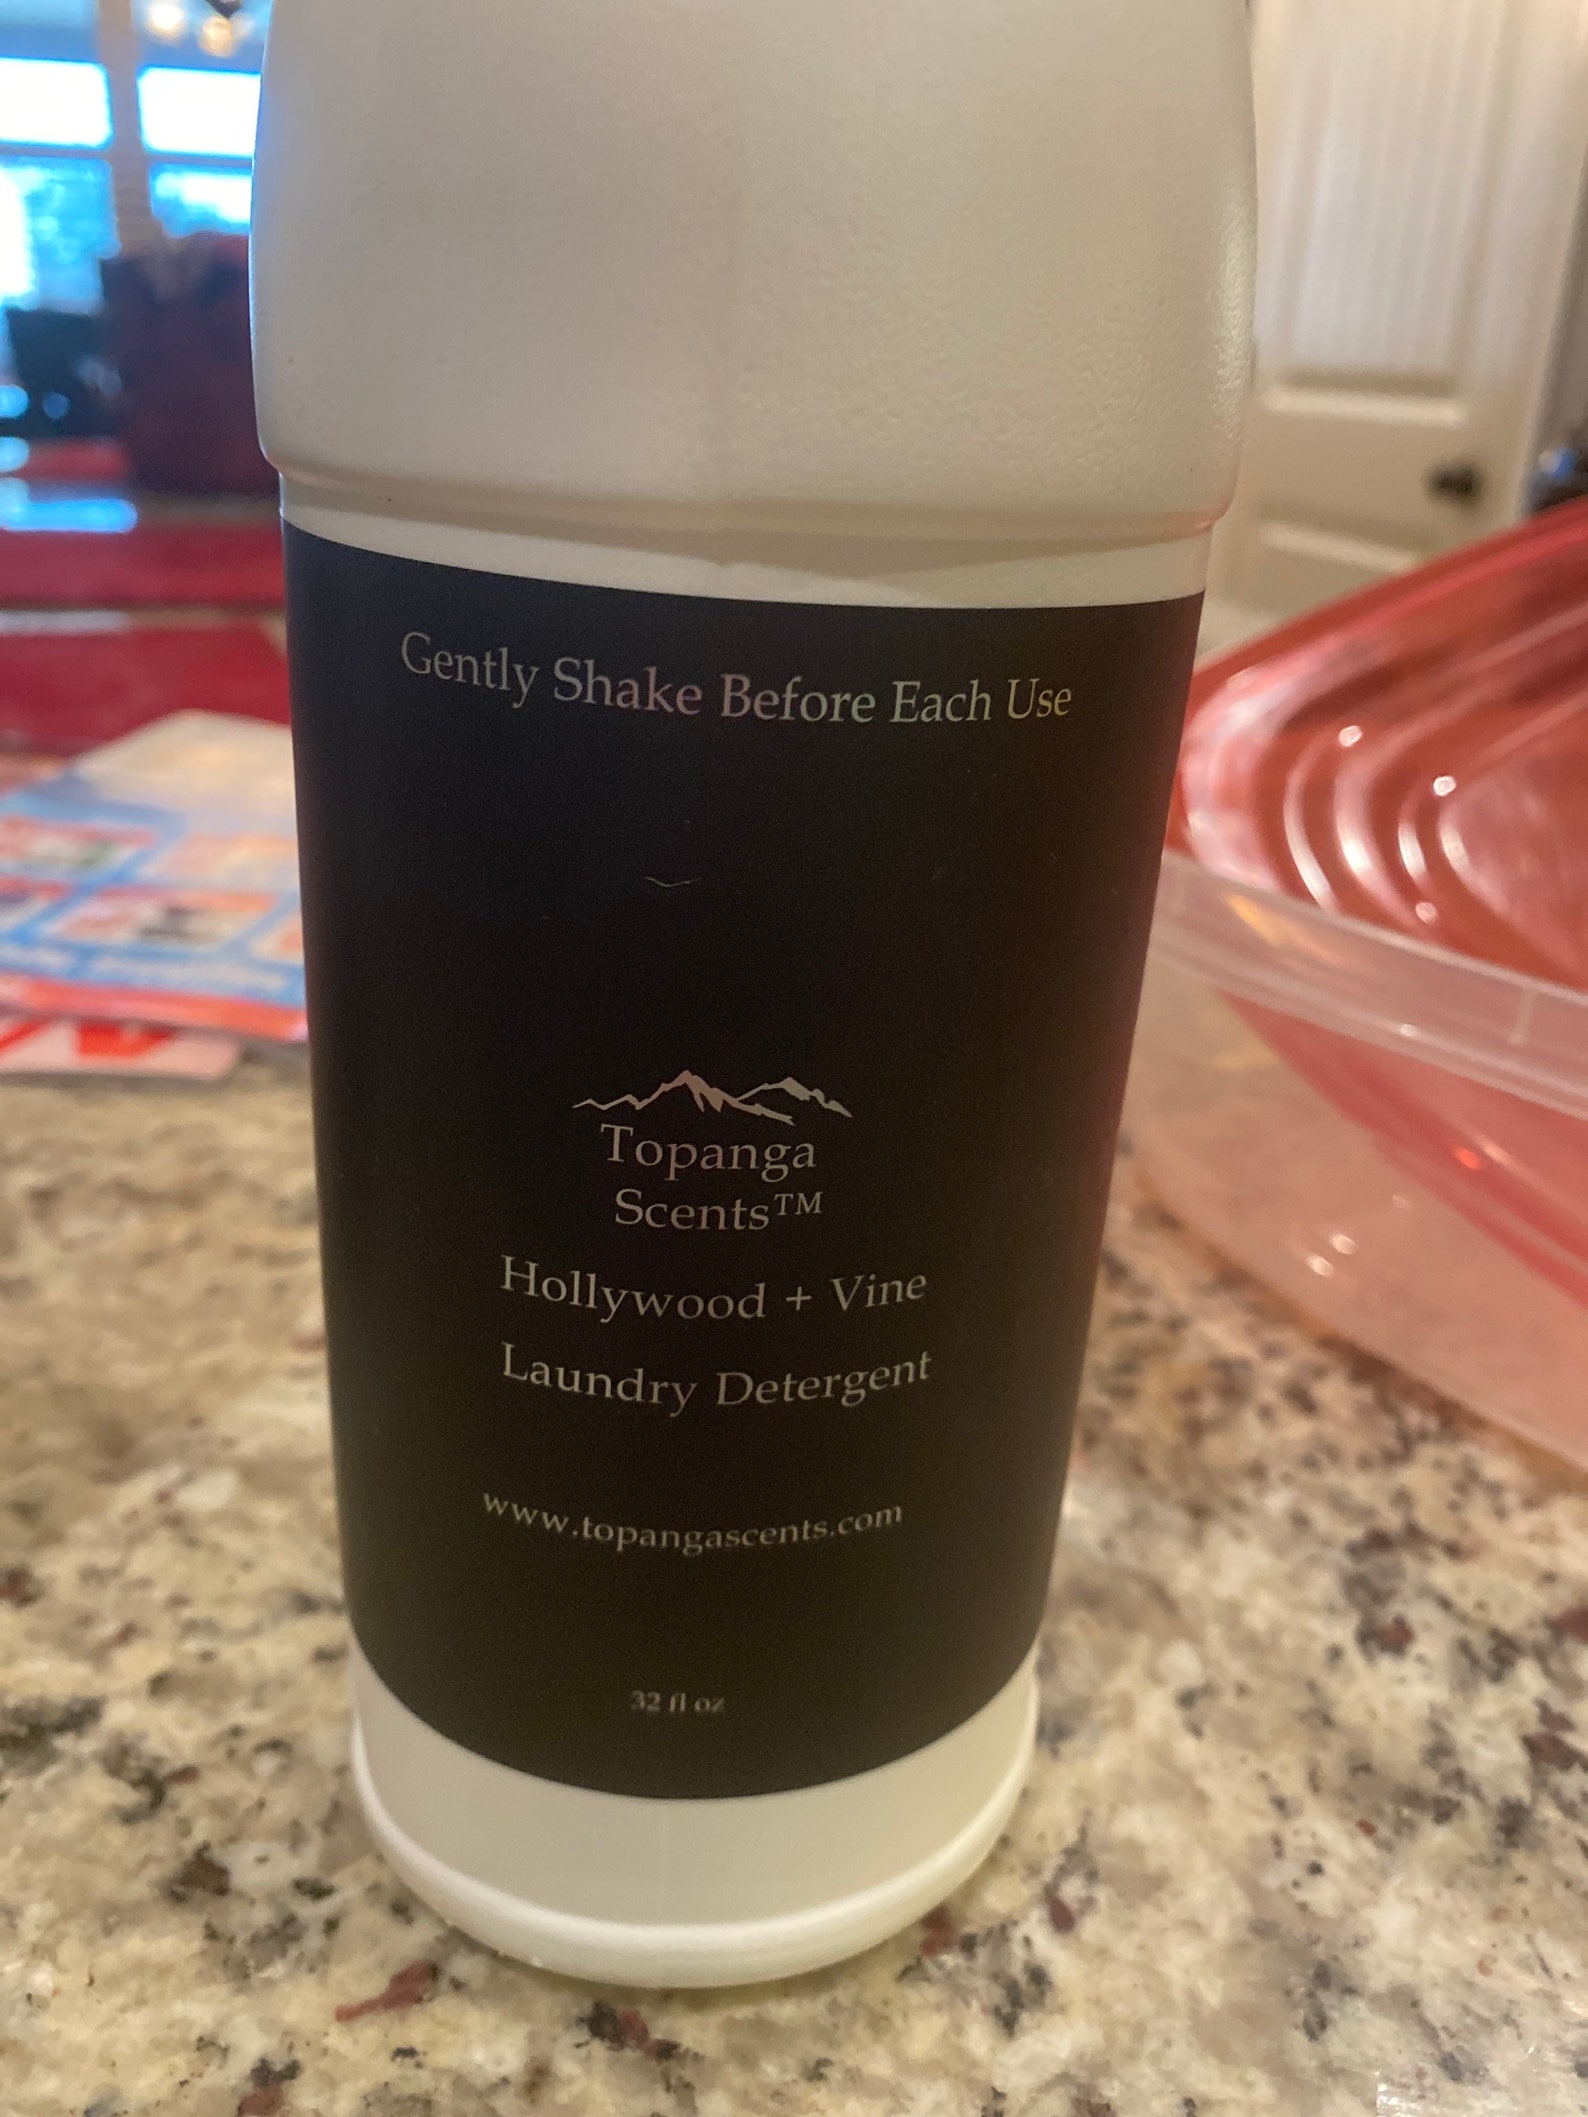 Gently Shake Before Each Use
Topanga
Scents™
Hollywood + Vine
Laundry Detergent
www.topangascents.com
32 fl oz